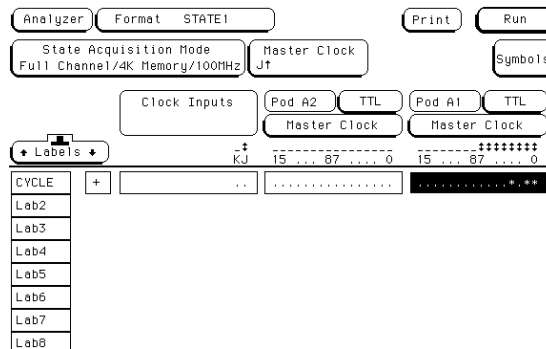 Analyzer Format STATE1 Print Run
State Acquisition Mode
Full Channel/4K Memory/100MHz
Master Clock
J↑
Symbols
Clock Inputs
Pod A2 TTL Pod A1 TTL
Master Clock Master Clock
↑ Labels ↓
KJ 15 ... 87 .... 0 15 ... 87 .... 0
CYCLE + .. ................ .............*.**
Lab2
Lab3
Lab4
Lab5
Lab6
Lab7
Lab8